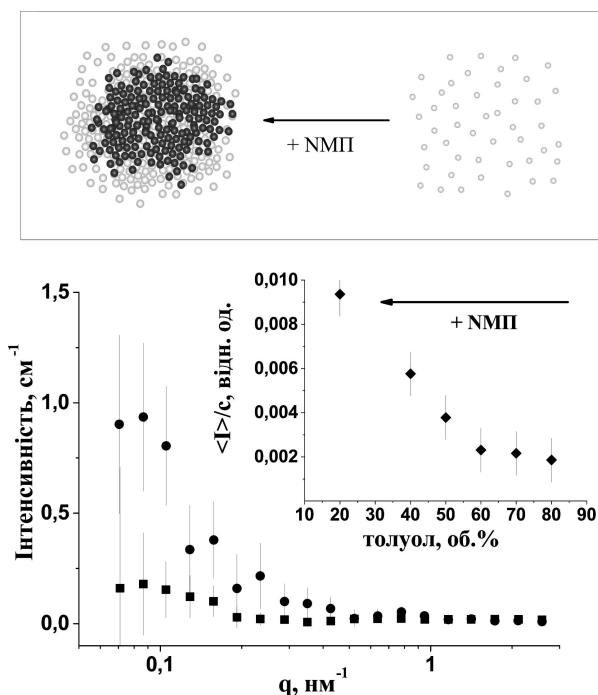 + NМП
Інтенсивність, см⁻¹
1,5
1,0
0,5
0,0
0,1
1
q, нм⁻¹
<I>/c, відн. од.
0,010
0,008
0,006
0,004
0,002
10 20 30 40 50 60 70 80 90
толуол, об.%
+ NМП